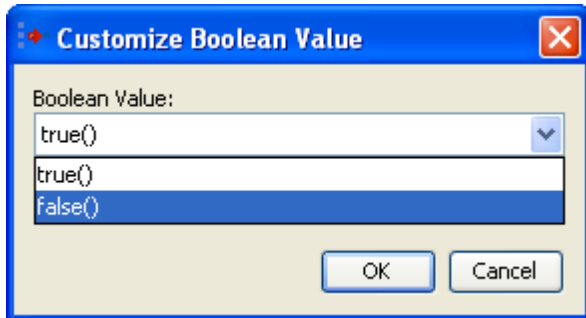 Customize Boolean Value
Boolean Value:
true()
true()
false()
OK Cancel